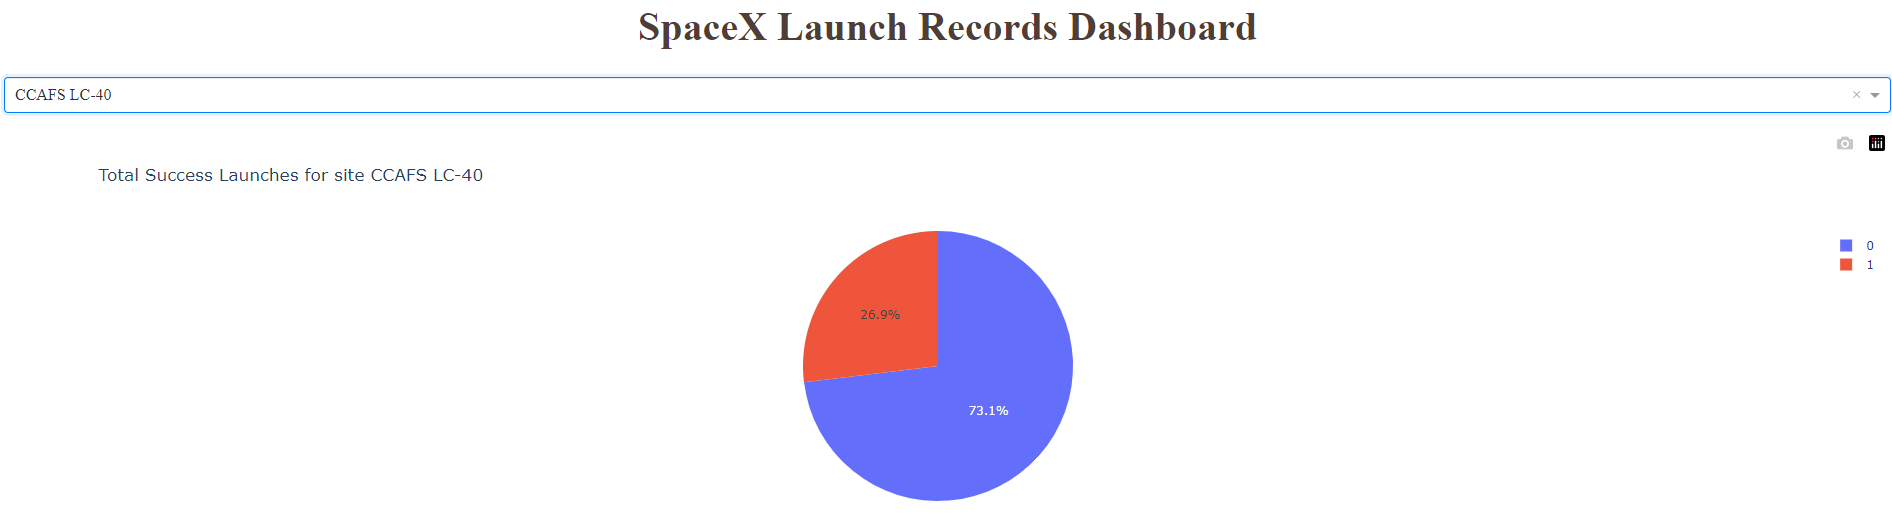 SpaceX Launch Records Dashboard
CCAFS LC-40
×
Total Success Launches for site CCAFS LC-40
0
1
26.9%
73.1%